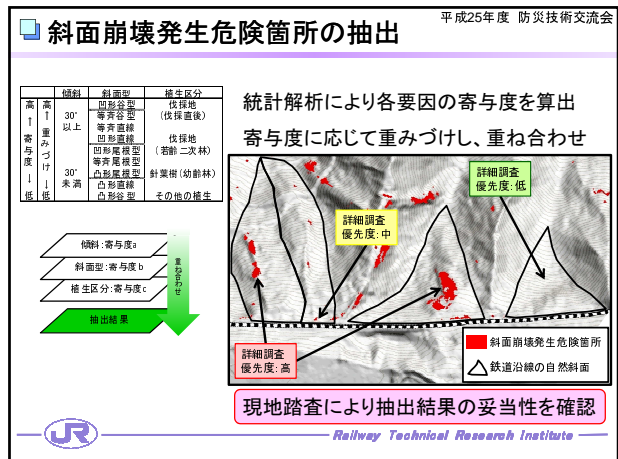 平成25年度 防災技術交流会
斜面崩壊発生危険箇所の抽出
傾斜 斜面型 植生区分
高 高 凹形谷型 伐採地
↑ ↑ 30° 等斉谷型 (伐採直後)
以上 等斉直線
寄与度 重みづけ 凹形直線 伐採地
凹形尾根型 (若齢二次林)
等斉尾根型
30° 凸形尾根型 針葉樹(幼齢林)
↓ ↓ 未満 凸形直線
低 低 凸形谷型 その他の植生
統計解析により各要因の寄与度を算出
寄与度に応じて重みづけし、重ね合わせ
傾斜:寄与度a
斜面型:寄与度b
植生区分:寄与度c
抽出結果
重ね合わせ
詳細調査
優先度:低
詳細調査
優先度:中
詳細調査
優先度:高
斜面崩壊発生危険箇所
鉄道沿線の自然斜面
現地踏査により抽出結果の妥当性を確認
JR
Railway Technical Research Institute